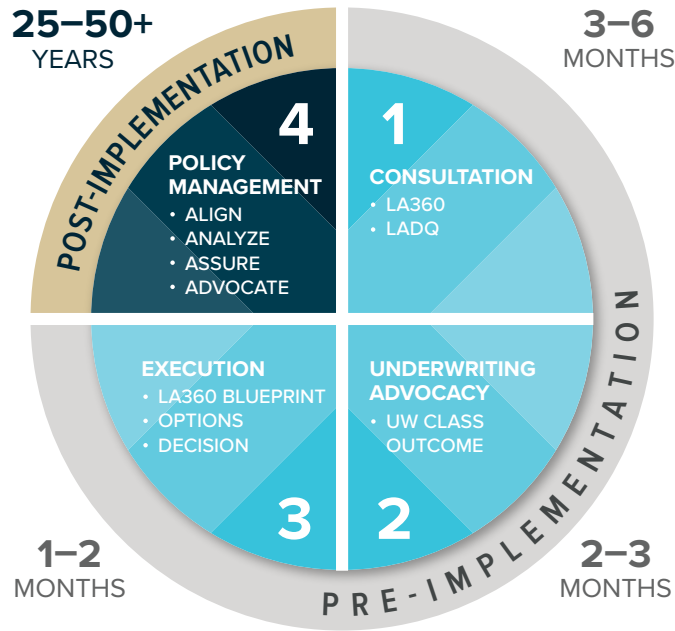 25–50+
YEARS
3–6
MONTHS
POST-IMPLEMENTATION
4
POLICY
MANAGEMENT
• ALIGN
• ANALYZE
• ASSURE
• ADVOCATE
1
CONSULTATION
• LA360
• LADQ
EXECUTION
• LA360 BLUEPRINT
• OPTIONS
• DECISION
3
UNDERWRITING
ADVOCACY
• UW CLASS
OUTCOME
2
PRE-IMPLEMENTATION
1–2
MONTHS
2–3
MONTHS